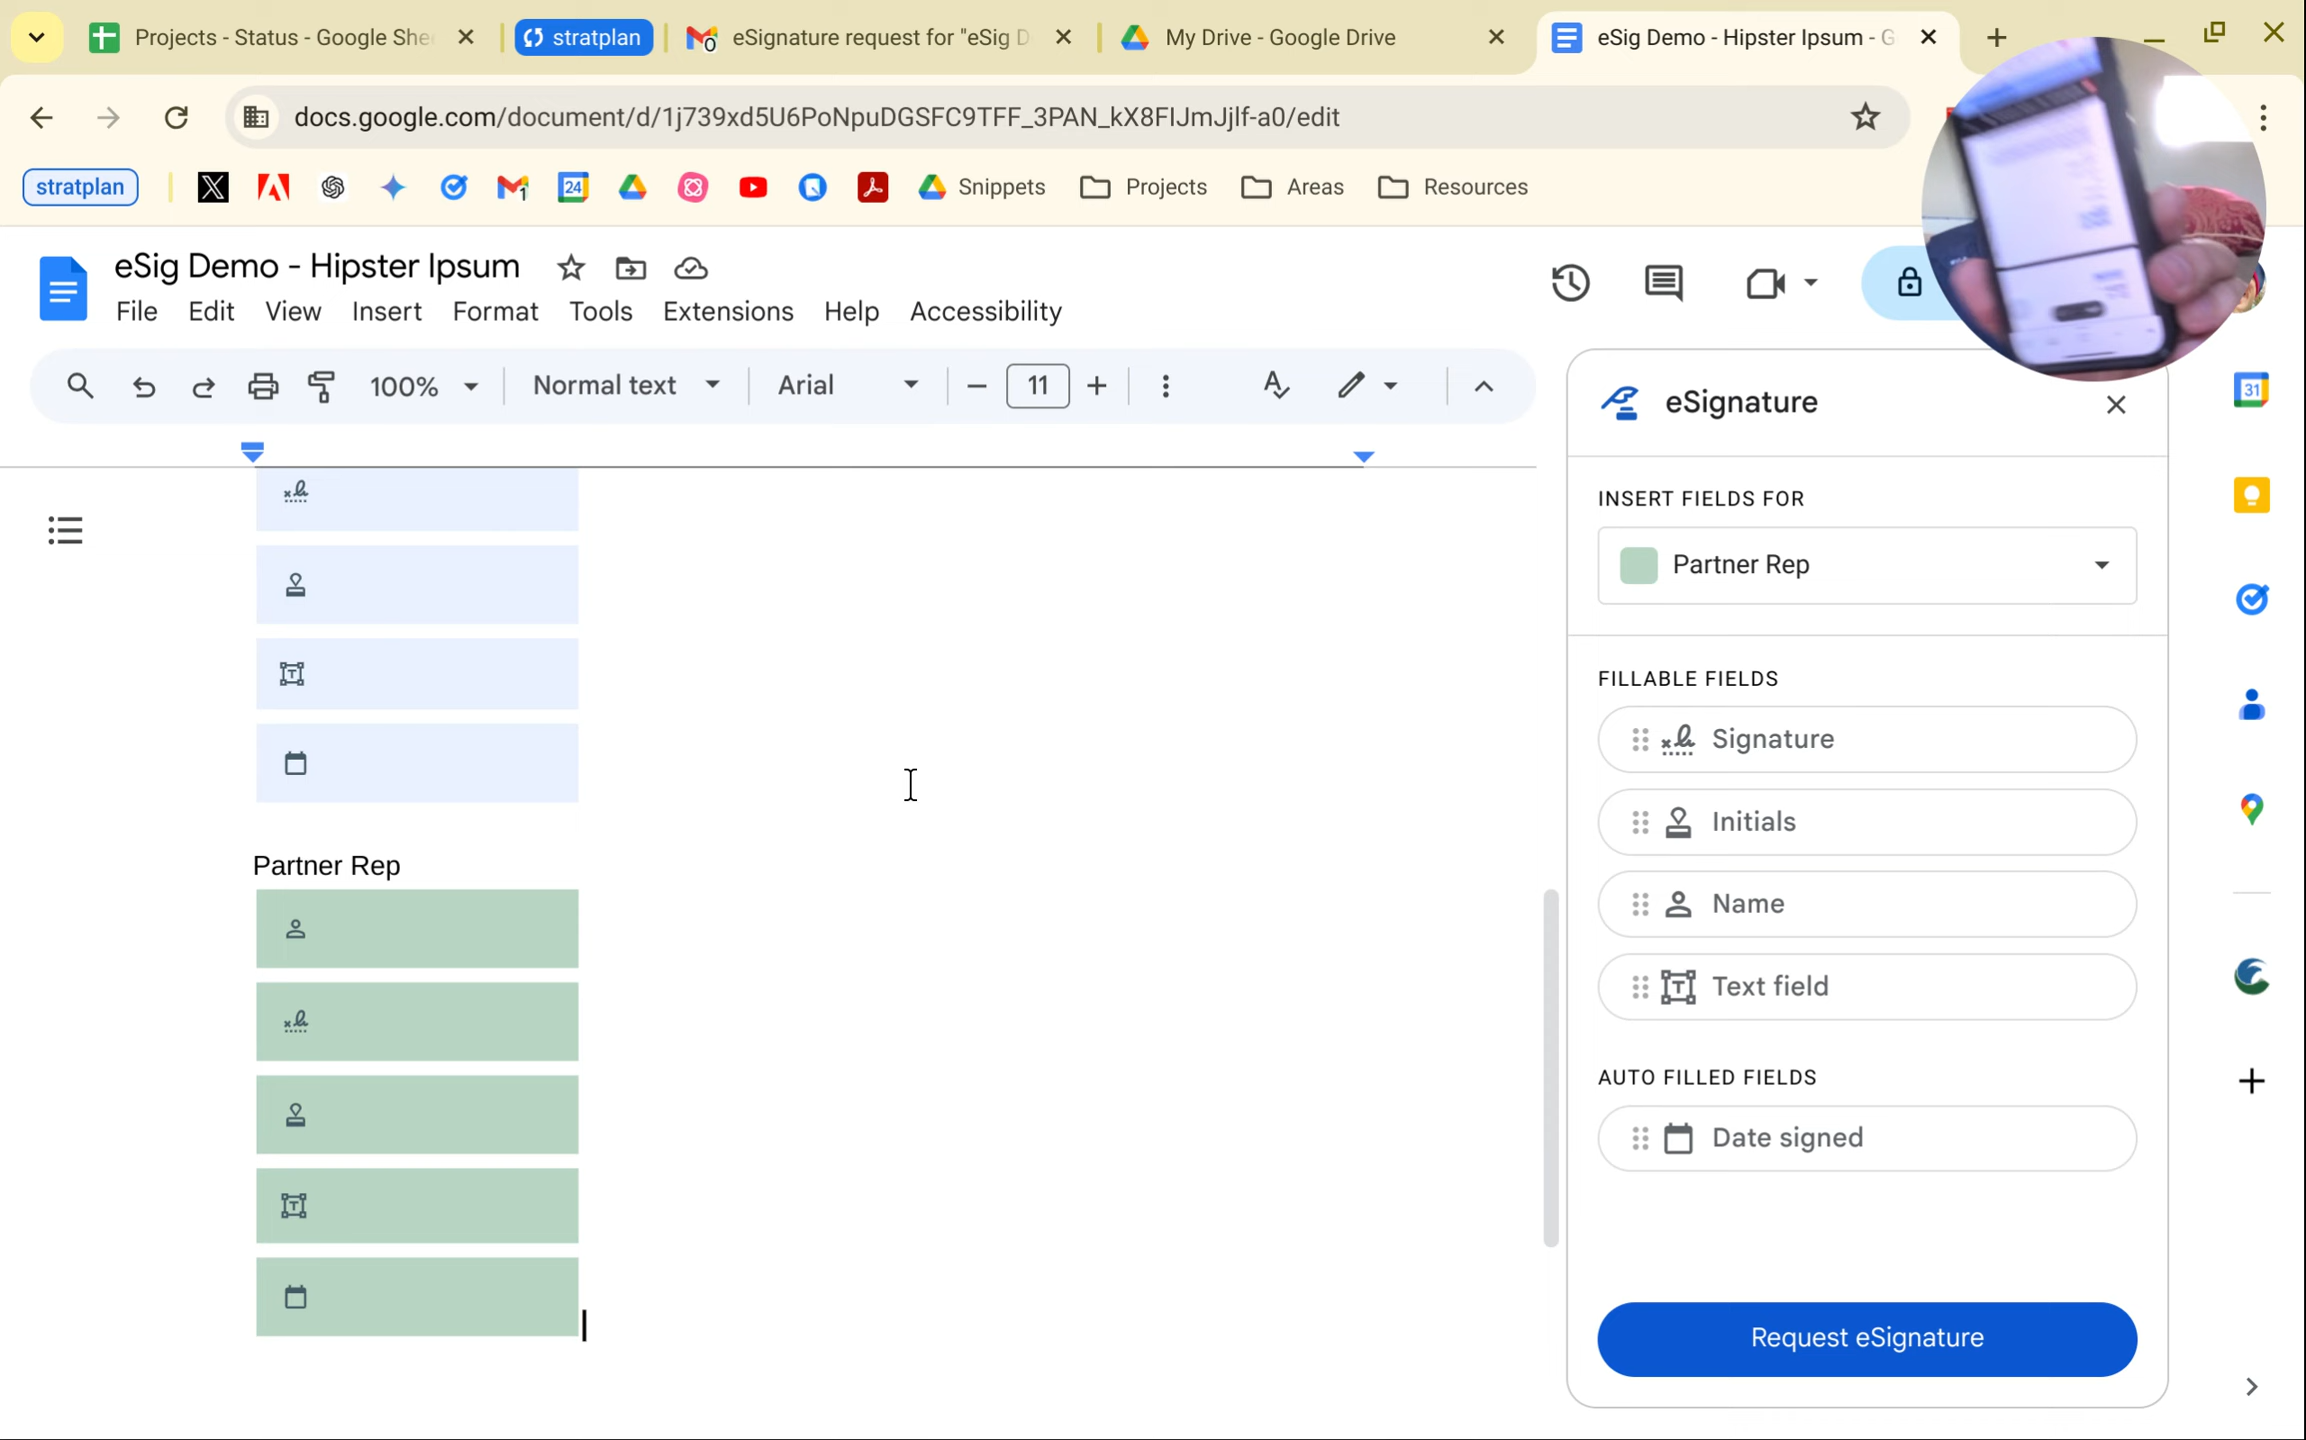 Projects - Status - Google She
stratplan
eSignature request for "eSig D
My Drive - Google Drive
eSig Demo - Hipster Ipsum - G
docs.google.com/document/d/1j739xd5U6PoNpuDGSFC9TFF_3PAN_kX8FIJmJjlf-a0/edit
stratplan
Snippets
Projects
Areas
Resources
eSig Demo - Hipster Ipsum
File Edit View Insert Format Tools Extensions Help Accessibility
100%
Normal text
Arial
11
eSignature
INSERT FIELDS FOR
Partner Rep
FILLABLE FIELDS
Signature
Initials
Name
Text field
AUTO FILLED FIELDS
Date signed
Request eSignature
Partner Rep
24
1
0
31